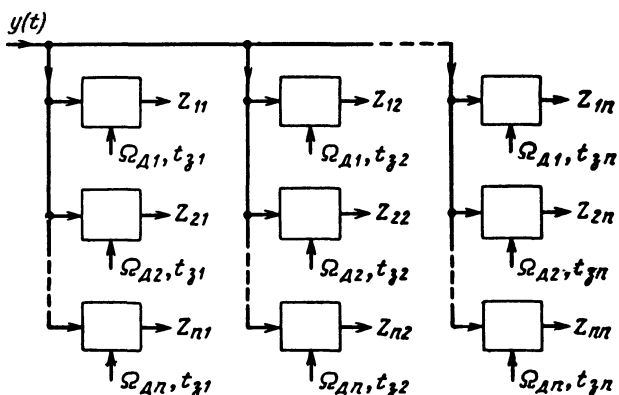 y(t)
Z11 Z12 Z1n
ΩД1, tз1 ΩД1, tз2 ΩД1, tзn
Z21 Z22 Z2n
ΩД2, tз1 ΩД2, tз2 ΩД2, tзn
Zn1 Zn2 Znn
ΩДn, tз1 ΩДn, tз2 ΩДn, tзn